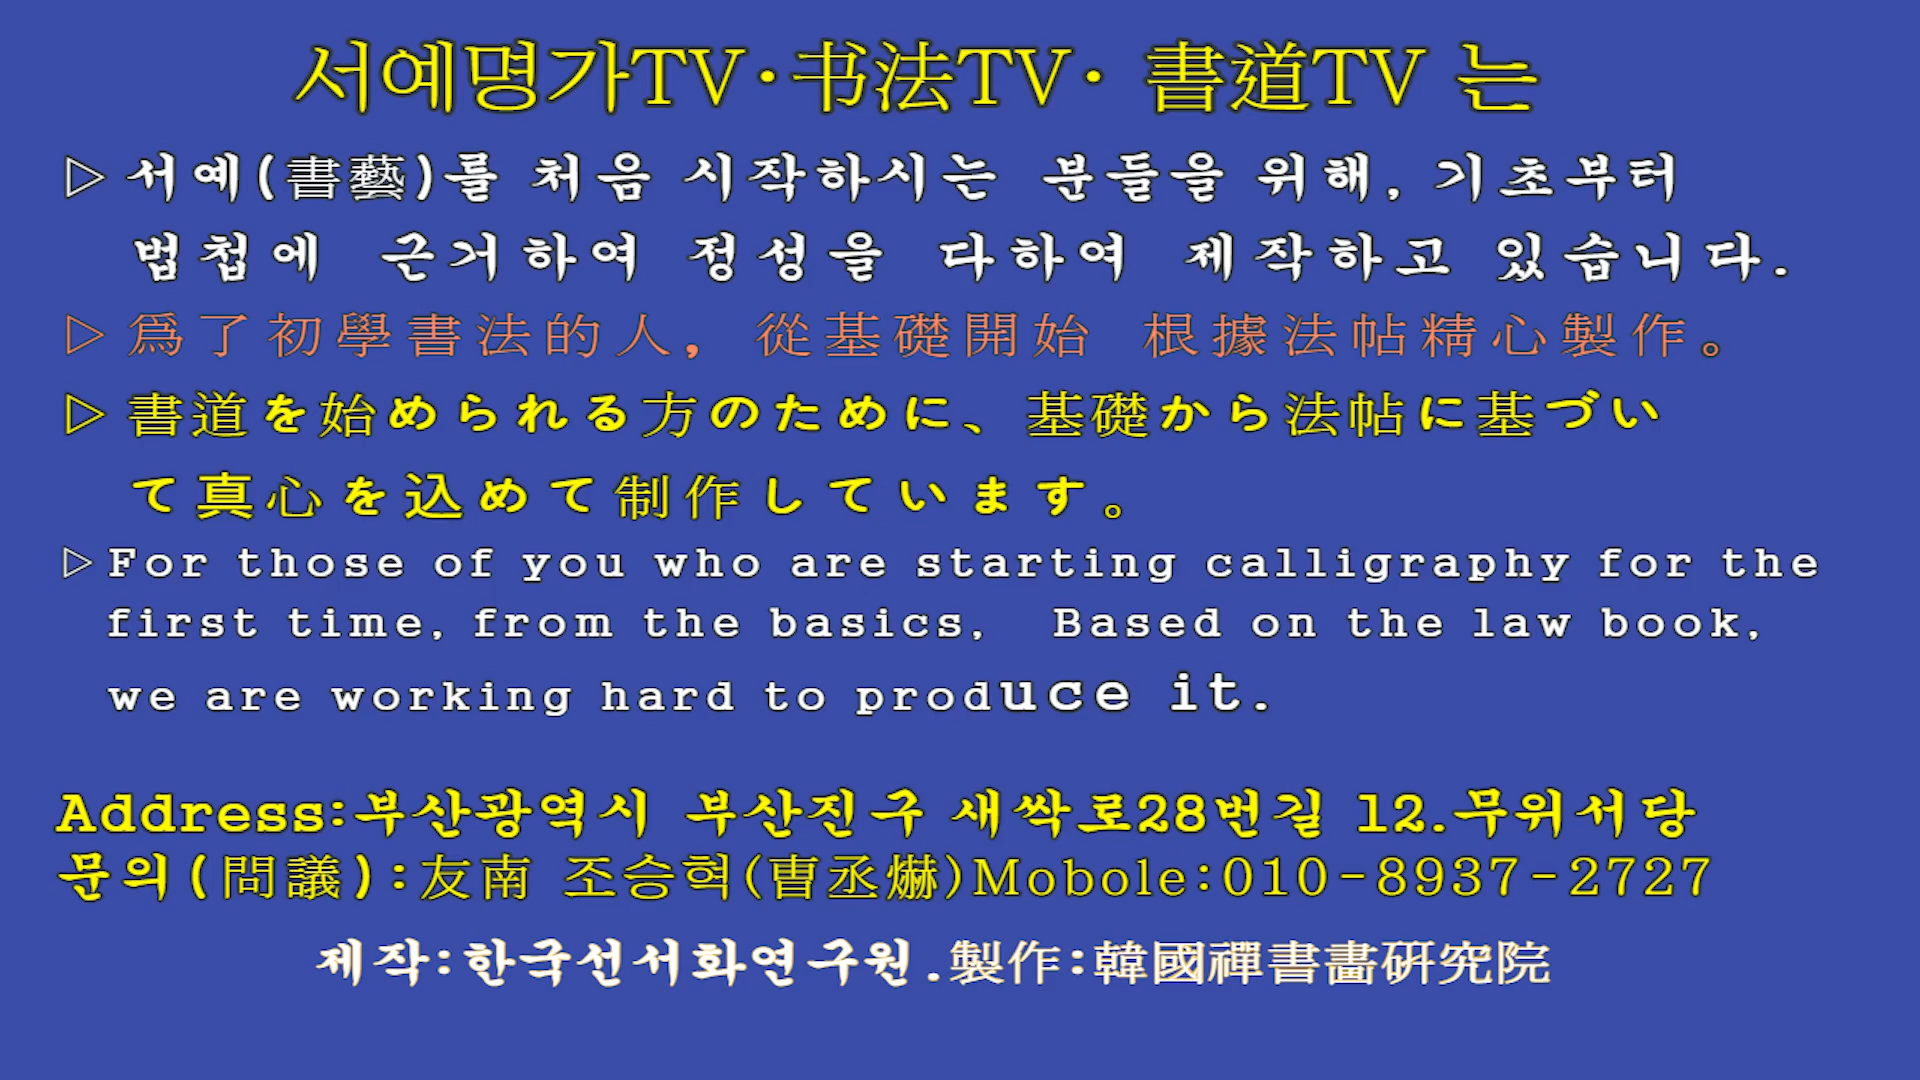 서예명가TV·书法TV· 書道TV 는
▷ 서예(書藝)를 처음 시작하시는 분들을 위해, 기초부터
법첩에 근거하여 정성을 다하여 제작하고 있습니다.
▷ 爲了初學書法的人, 從基礎開始 根據法帖精心製作。
▷ 書道を始められる方のために、基礎から法帖に基づい
て真心を込めて制作しています。
▷ For those of you who are starting calligraphy for the
first time, from the basics, Based on the law book,
we are working hard to produce it.
Address:부산광역시 부산진구 새싹로28번길 12.무위서당
문의(問議):友南 조승혁(曺丞爀)Mobole:010-8937-2727
제작:한국선서화연구원.製作:韓國禪書畵硏究院